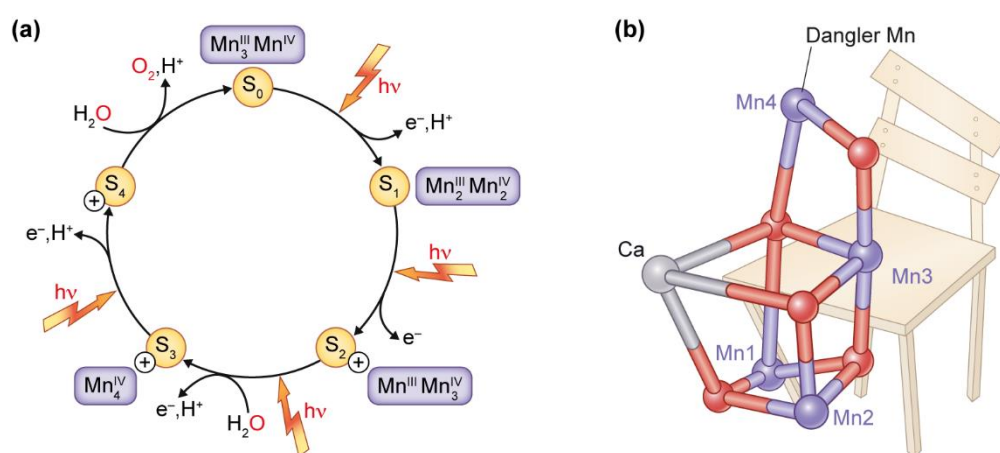 (a)
Mn₃ᴵᴵᴵ Mnᴵⱽ
O₂,H⁺
S₀
hν
H₂O
e⁻,H⁺
S₄
+
S₁
Mn₂ᴵᴵᴵ Mn₂ᴵⱽ
e⁻,H⁺
hν
hν
e⁻
S₃
+
S₂
+
Mn₄ᴵⱽ
Mnᴵᴵᴵ Mn₃ᴵⱽ
e⁻,H⁺
H₂O
hν
(b)
Dangler Mn
Mn4
Ca
Mn3
Mn1
Mn2